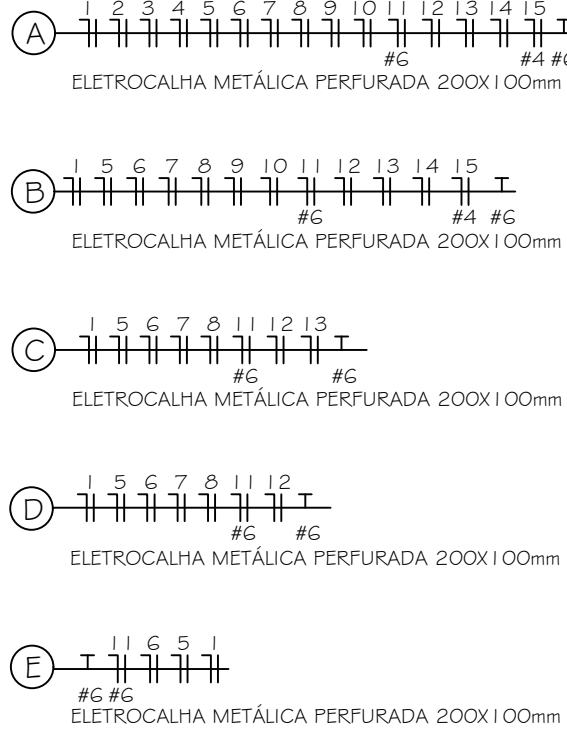 1 2 3 4 5 6 7 8 9 10 11 12 13 14 15
A
#6 #4 #6
ELETROCALHA METÁLICA PERFURADA 200X100mm
1 5 6 7 8 9 10 11 12 13 14 15
B
#6 #4 #6
ELETROCALHA METÁLICA PERFURADA 200X100mm
1 5 6 7 8 11 12 13
C
#6 #6
ELETROCALHA METÁLICA PERFURADA 200X100mm
1 5 6 7 8 11 12
D
#6 #6
ELETROCALHA METÁLICA PERFURADA 200X100mm
11 6 5 1
E
#6 #6
ELETROCALHA METÁLICA PERFURADA 200X100mm